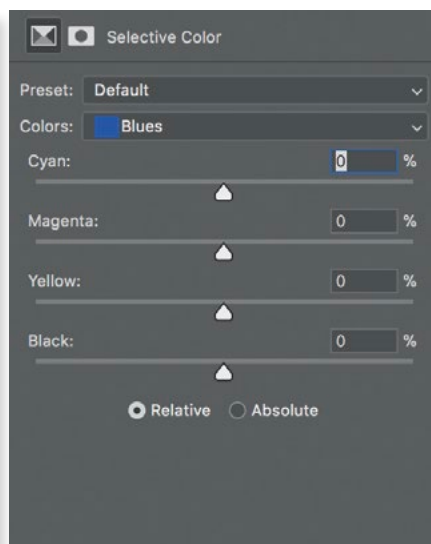 Selective Color
Preset: Default
Colors: Blues
Cyan: 0 %
Magenta: 0 %
Yellow: 0 %
Black: 0 %
Relative Absolute